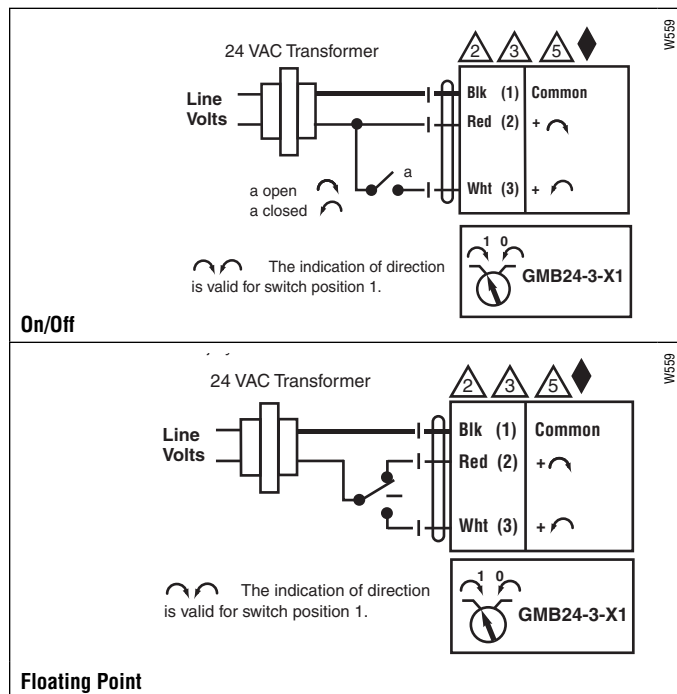 W559
24 VAC Transformer
2 3 5
Line
Volts
Blk (1) Common
Red (2) +
a
a open
a closed
Wht (3) +
1 0
GMB24-3-X1
The indication of direction
is valid for switch position 1.
On/Off
W559
24 VAC Transformer
2 3 5
Line
Volts
Blk (1) Common
Red (2) +
Wht (3) +
1 0
GMB24-3-X1
The indication of direction
is valid for switch position 1.
Floating Point